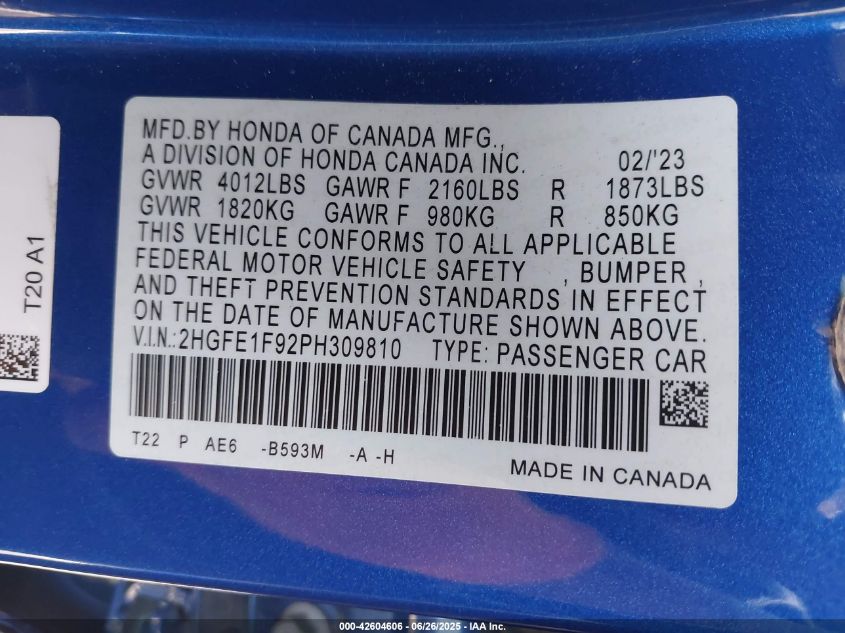 MFD.BY HONDA OF CANADA MFG.,
A DIVISION OF HONDA CANADA INC. 02/'23
GVWR 4012LBS GAWR F 2160LBS R 1873LBS
GVWR 1820KG GAWR F 980KG R 850KG
THIS VEHICLE CONFORMS TO ALL APPLICABLE
FEDERAL MOTOR VEHICLE SAFETY , BUMPER ,
AND THEFT PREVENTION STANDARDS IN EFFECT
ON THE DATE OF MANUFACTURE SHOWN ABOVE.
V.I.N.:2HGFE1F92PH309810 TYPE: PASSENGER CAR
T22 P AE6 -B593M -A -H
MADE IN CANADA
T20 A1
000-42604606 - 06/26/2025 - IAA Inc.